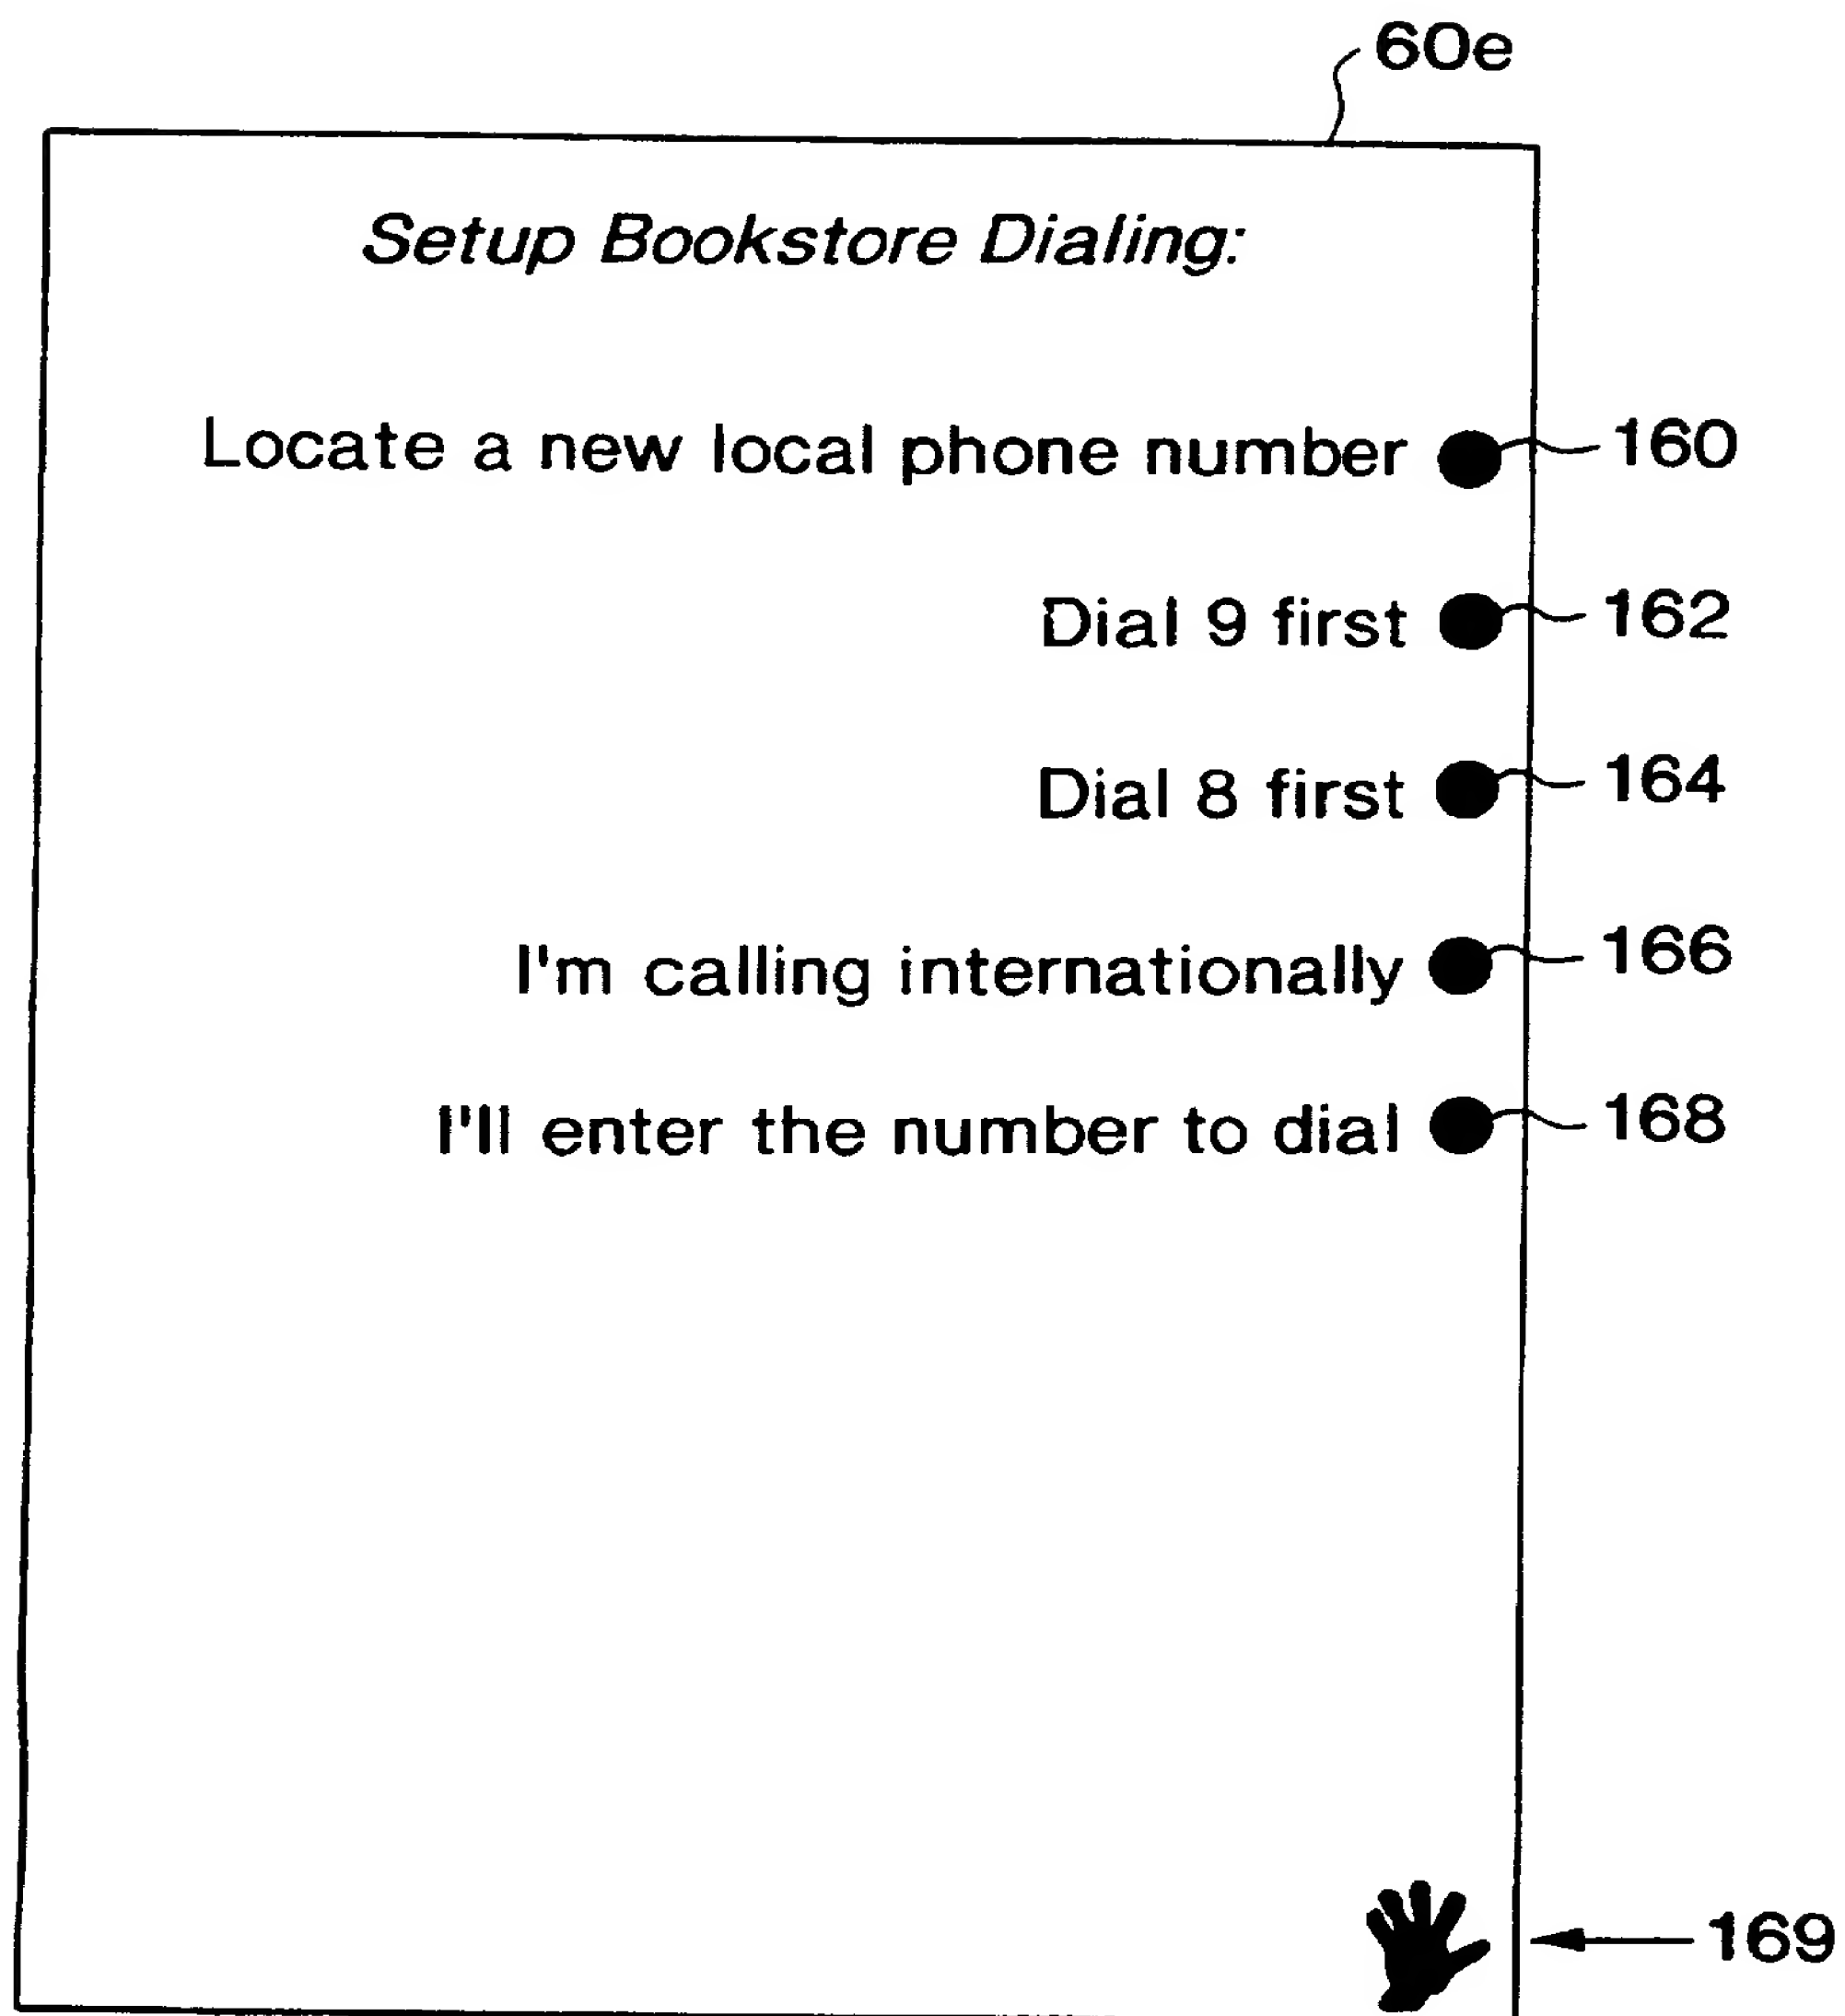 60e
Setup Bookstore Dialing:
Locate a new local phone number 160
Dial 9 first 162
Dial 8 first 164
I'm calling internationally 166
I'll enter the number to dial 168
169